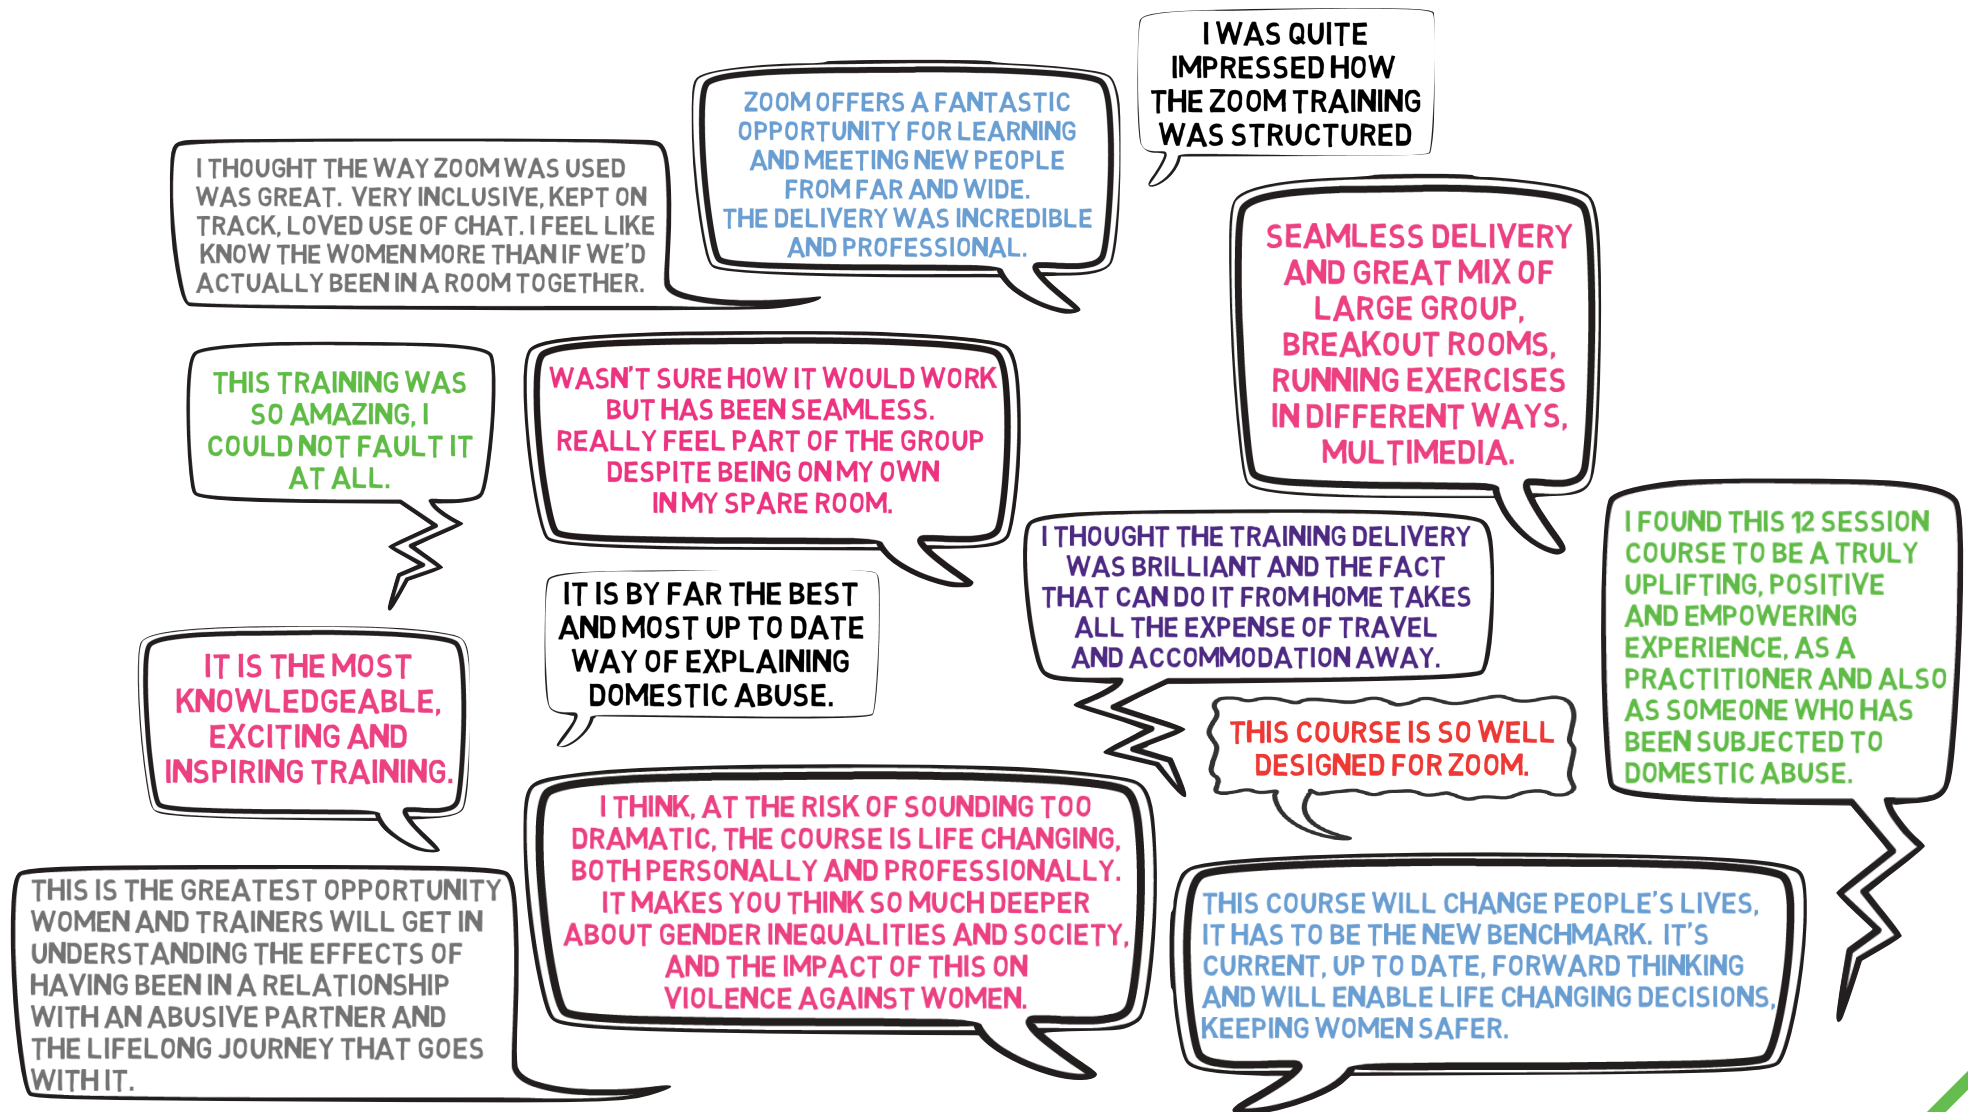 I WAS QUITE
IMPRESSED HOW
THE ZOOM TRAINING
WAS STRUCTURED
ZOOM OFFERS A FANTASTIC
OPPORTUNITY FOR LEARNING
AND MEETING NEW PEOPLE
FROM FAR AND WIDE.
THE DELIVERY WAS INCREDIBLE
AND PROFESSIONAL.
I THOUGHT THE WAY ZOOM WAS USED
WAS GREAT. VERY INCLUSIVE, KEPT ON
TRACK, LOVED USE OF CHAT. I FEEL LIKE
KNOW THE WOMEN MORE THAN IF WE'D
ACTUALLY BEEN IN A ROOM TOGETHER.
SEAMLESS DELIVERY
AND GREAT MIX OF
LARGE GROUP,
BREAKOUT ROOMS,
RUNNING EXERCISES
IN DIFFERENT WAYS,
MULTIMEDIA.
THIS TRAINING WAS
SO AMAZING, I
COULD NOT FAULT IT
AT ALL.
WASN'T SURE HOW IT WOULD WORK
BUT HAS BEEN SEAMLESS.
REALLY FEEL PART OF THE GROUP
DESPITE BEING ON MY OWN
IN MY SPARE ROOM.
I THOUGHT THE TRAINING DELIVERY
WAS BRILLIANT AND THE FACT
THAT CAN DO IT FROM HOME TAKES
ALL THE EXPENSE OF TRAVEL
AND ACCOMMODATION AWAY.
I FOUND THIS 12 SESSION
COURSE TO BE A TRULY
UPLIFTING, POSITIVE
AND EMPOWERING
EXPERIENCE, AS A
PRACTITIONER AND ALSO
AS SOMEONE WHO HAS
BEEN SUBJECTED TO
DOMESTIC ABUSE.
IT IS BY FAR THE BEST
AND MOST UP TO DATE
WAY OF EXPLAINING
DOMESTIC ABUSE.
IT IS THE MOST
KNOWLEDGEABLE,
EXCITING AND
INSPIRING TRAINING.
THIS COURSE IS SO WELL
DESIGNED FOR ZOOM.
I THINK, AT THE RISK OF SOUNDING TOO
DRAMATIC, THE COURSE IS LIFE CHANGING,
BOTH PERSONALLY AND PROFESSIONALLY.
IT MAKES YOU THINK SO MUCH DEEPER
ABOUT GENDER INEQUALITIES AND SOCIETY,
AND THE IMPACT OF THIS ON
VIOLENCE AGAINST WOMEN.
THIS IS THE GREATEST OPPORTUNITY
WOMEN AND TRAINERS WILL GET IN
UNDERSTANDING THE EFFECTS OF
HAVING BEEN IN A RELATIONSHIP
WITH AN ABUSIVE PARTNER AND
THE LIFELONG JOURNEY THAT GOES
WITH IT.
THIS COURSE WILL CHANGE PEOPLE'S LIVES,
IT HAS TO BE THE NEW BENCHMARK. IT'S
CURRENT, UP TO DATE, FORWARD THINKING
AND WILL ENABLE LIFE CHANGING DECISIONS,
KEEPING WOMEN SAFER.